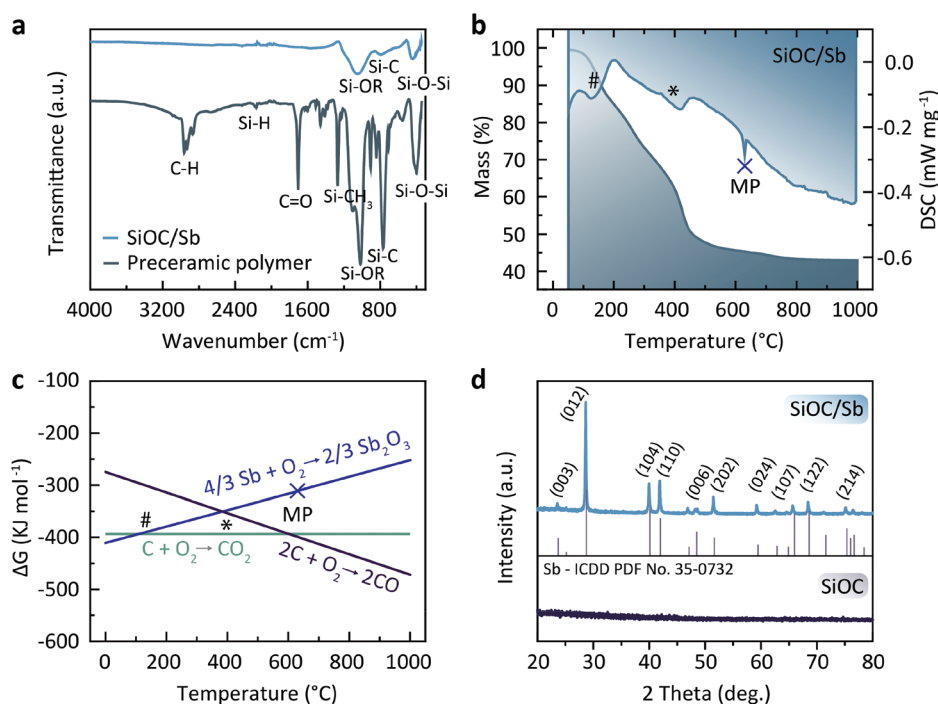 a
Transmittance (a.u.)
Si-C
Si-OR
Si-O-Si
Si-H
C-H
C=O
Si-CH₃
Si-O-Si
Si-C
Si-OR
SiOC/Sb
Preceramic polymer
4000 3200 2400 1600 800
Wavenumber (cm⁻¹)
b
SiOC/Sb
#
*
MP
Mass (%)
100
90
80
70
60
50
40
DSC (mW mg⁻¹)
0.0
-0.2
-0.4
-0.6
0 200 400 600 800 1000
Temperature (°C)
c
ΔG (KJ mol⁻¹)
-100
-200
-300
-400
-500
-600
4/3 Sb + O₂→2/3 Sb₂O₃
#
*
MP
C + O₂→CO₂
2C + O₂→2CO
0 200 400 600 800 1000
Temperature (°C)
d
Intensity (a.u.)
SiOC/Sb
(003)
(012)
(104)
(110)
(006)
(202)
(024)
(107)
(122)
(214)
Sb - ICDD PDF No. 35-0732
SiOC
20 30 40 50 60 70 80
2 Theta (deg.)